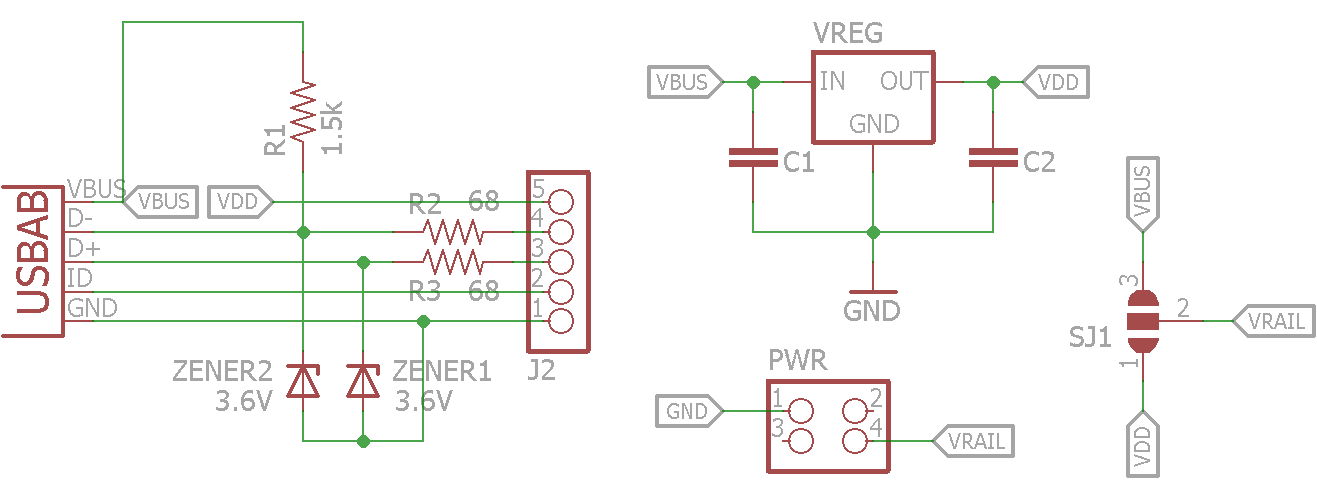 USBAB
VBUS
D-
D+
ID
GND
VBUS
VDD
R1
1.5k
R2
68
R3
68
5
4
3
2
1
J2
ZENER2
3.6V
ZENER1
3.6V
VREG
VBUS
IN
OUT
GND
VDD
C1
C2
GND
PWR
GND
1
2
3
4
VRAIL
VBUS
3
SJ1
2
VRAIL
1
VDD